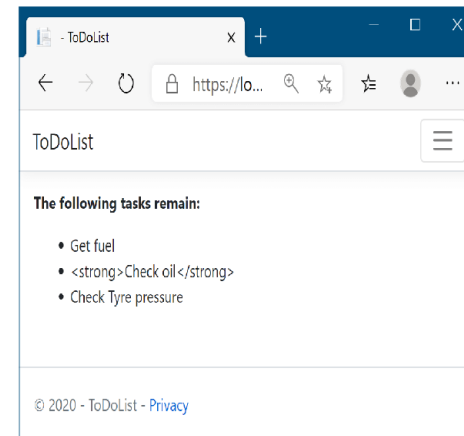 - ToDoList
https://lo...
ToDoList
The following tasks remain:
• Get fuel
• <strong>Check oil</strong>
• Check Tyre pressure
© 2020 - ToDoList - Privacy